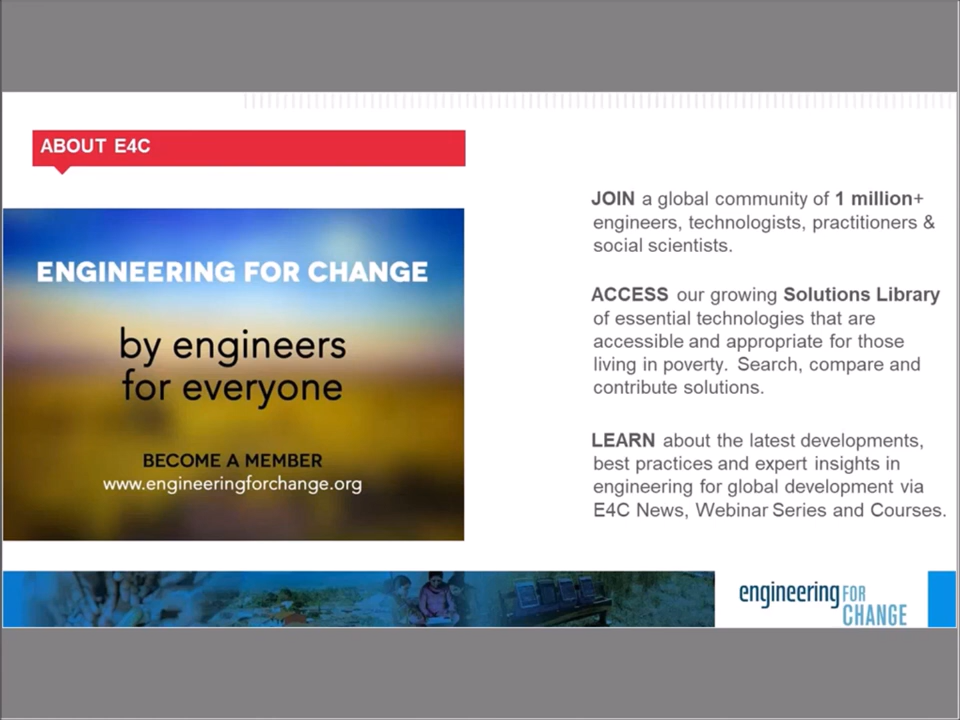 ABOUT E4C
ENGINEERING FOR CHANGE
by engineers
for everyone
BECOME A MEMBER
www.engineeringforchange.org
JOIN a global community of 1 million+
engineers, technologists, practitioners &
social scientists.
ACCESS our growing Solutions Library
of essential technologies that are
accessible and appropriate for those
living in poverty. Search, compare and
contribute solutions.
LEARN about the latest developments,
best practices and expert insights in
engineering for global development via
E4C News, Webinar Series and Courses.
engineering FOR
CHANGE